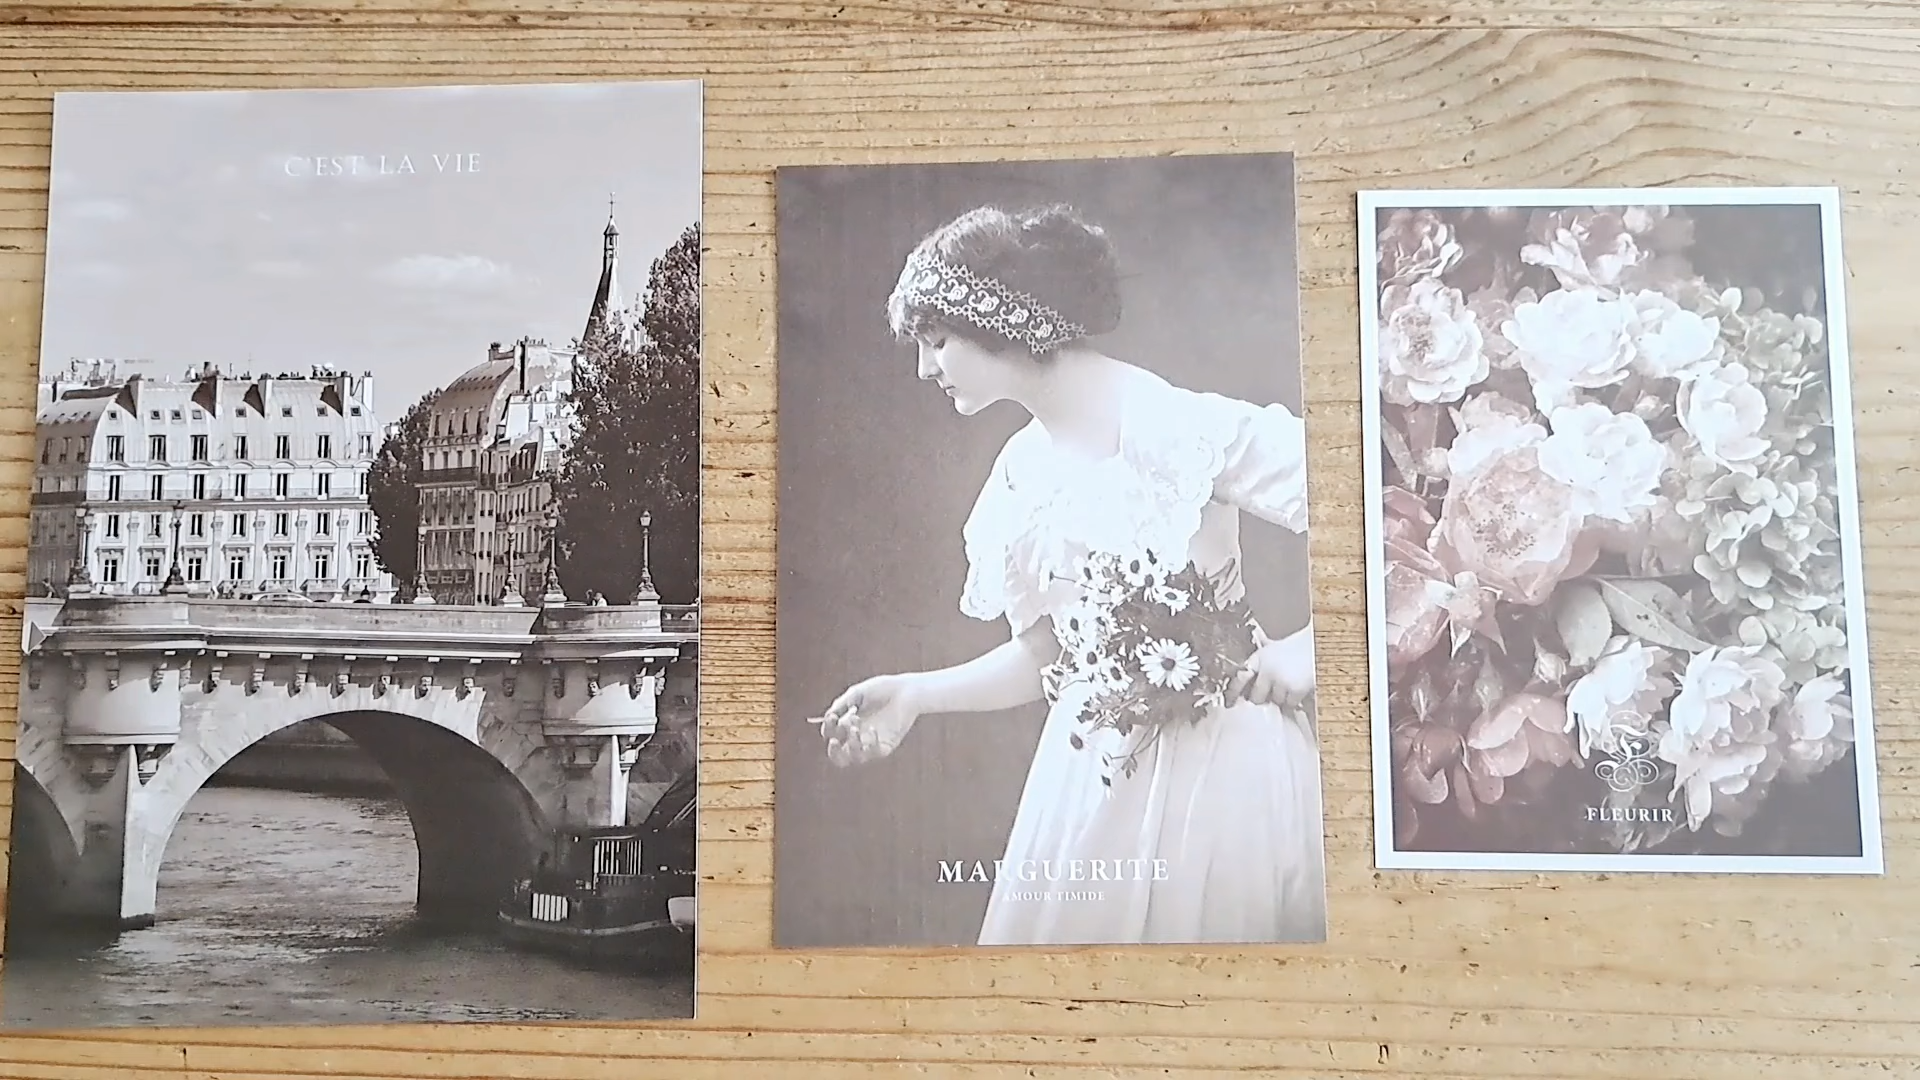 C'EST LA VIE
MARGUERITE
AMOUR TIMIDE
F
FLEURIR